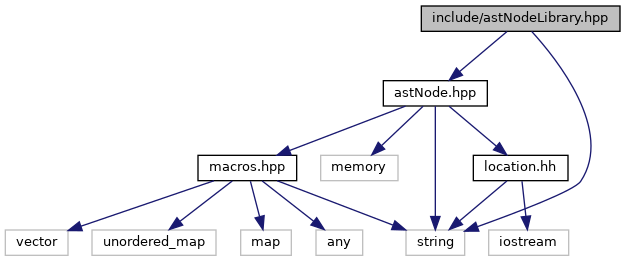 include/astNodeLibrary.hpp
astNode.hpp
macros.hpp
memory
location.hh
vector
unordered_map
map
any
string
iostream